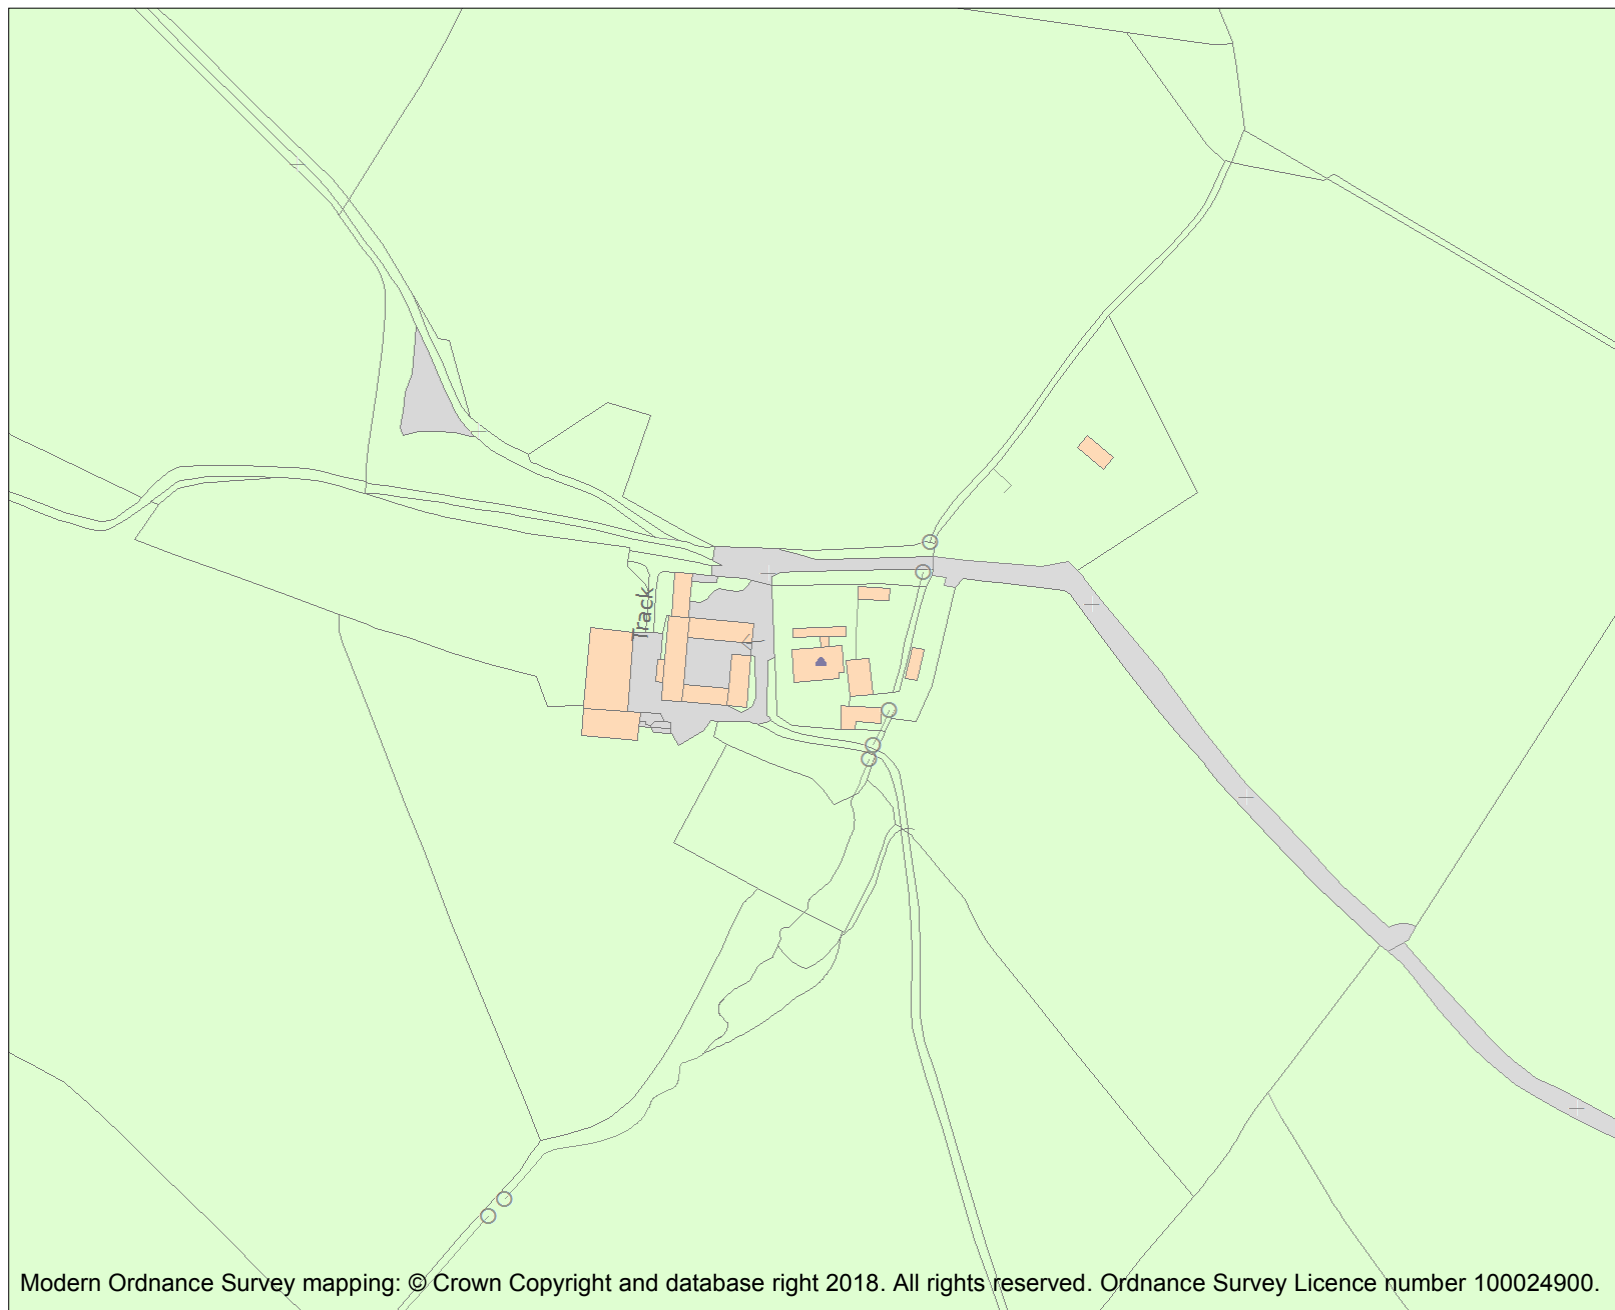 Track
Modern Ordnance Survey mapping: © Crown Copyright and database right 2018. All rights reserved. Ordnance Survey Licence number 100024900.